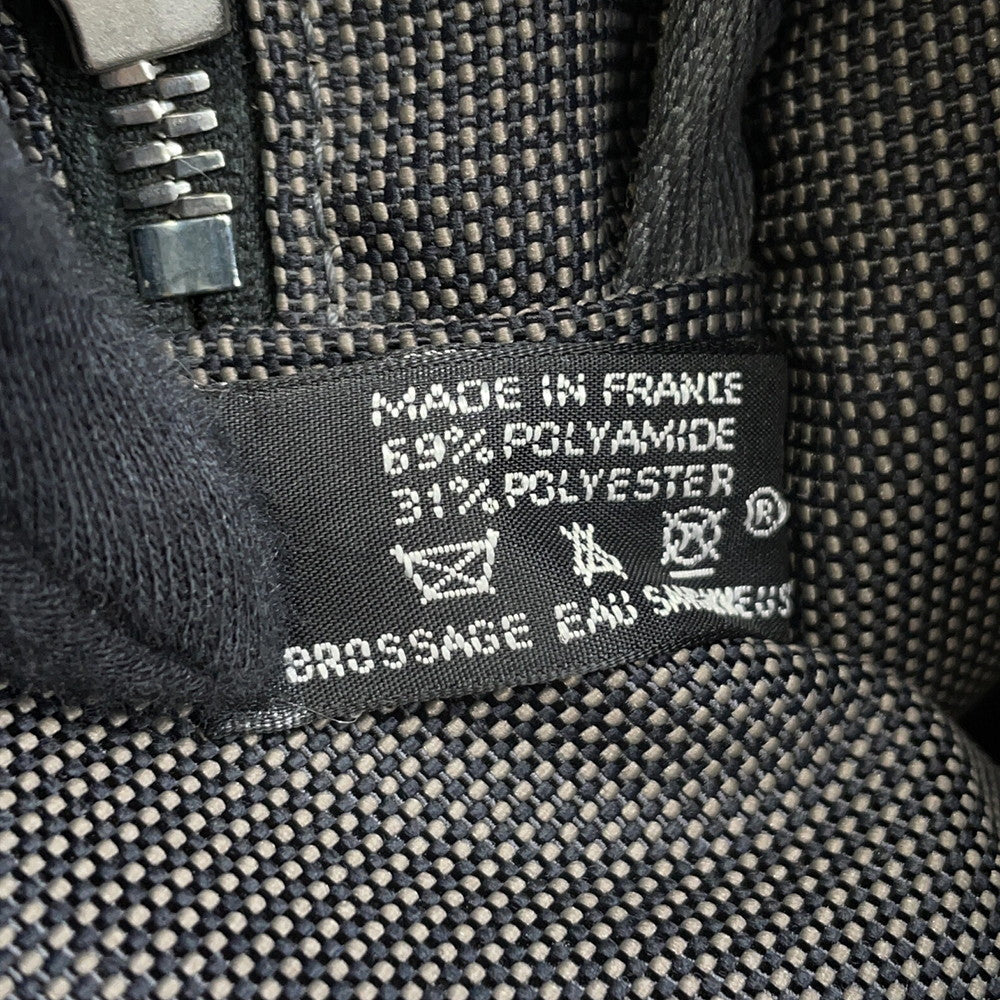 MADE IN FRANCE
69% POLYAMIDE
31% POLYESTER
®
BROSSAGE EAU